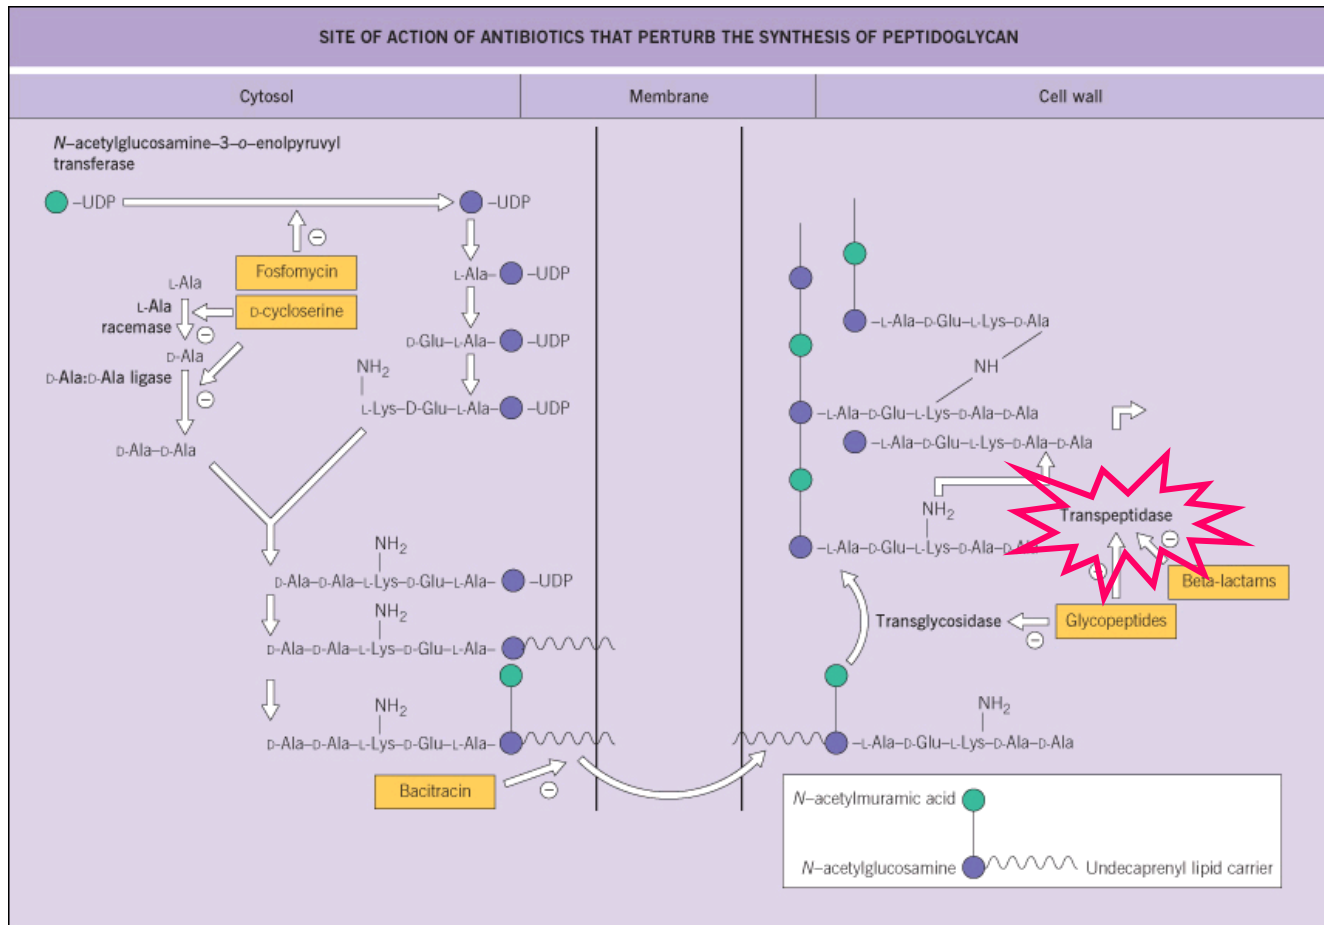 SITE OF ACTION OF ANTIBIOTICS THAT PERTURB THE SYNTHESIS OF PEPTIDOGLYCAN
Cytosol
Membrane
Cell wall
N–acetylglucosamine–3–o–enolpyruvyl
transferase
–UDP
–UDP
Fosfomycin
L-Ala
L-Ala
racemase
D-cycloserine
D-Ala
D-Ala:D-Ala ligase
D-Ala–D-Ala
L-Ala– –UDP
D-Glu–L-Ala– –UDP
NH2
L-Lys–D-Glu–L-Ala– –UDP
NH2
D-Ala–D-Ala–L-Lys–D-Glu–L-Ala– –UDP
NH2
D-Ala–D-Ala–L-Lys–D-Glu–L-Ala–
NH2
D-Ala–D-Ala–L-Lys–D-Glu–L-Ala–
Bacitracin
–L-Ala–D-Glu–L-Lys–D-Ala
NH
–L-Ala–D-Glu–L-Lys–D-Ala–D-Ala
–L-Ala–D-Glu–L-Lys–D-Ala–D-Ala
NH2
Transpeptidase
–L-Ala–D-Glu–L-Lys–D-Ala–D-Ala
Beta-lactams
Transglycosidase
Glycopeptides
NH2
–L-Ala–D-Glu–L-Lys–D-Ala–D-Ala
N–acetylmuramic acid
N–acetylglucosamine
Undecaprenyl lipid carrier